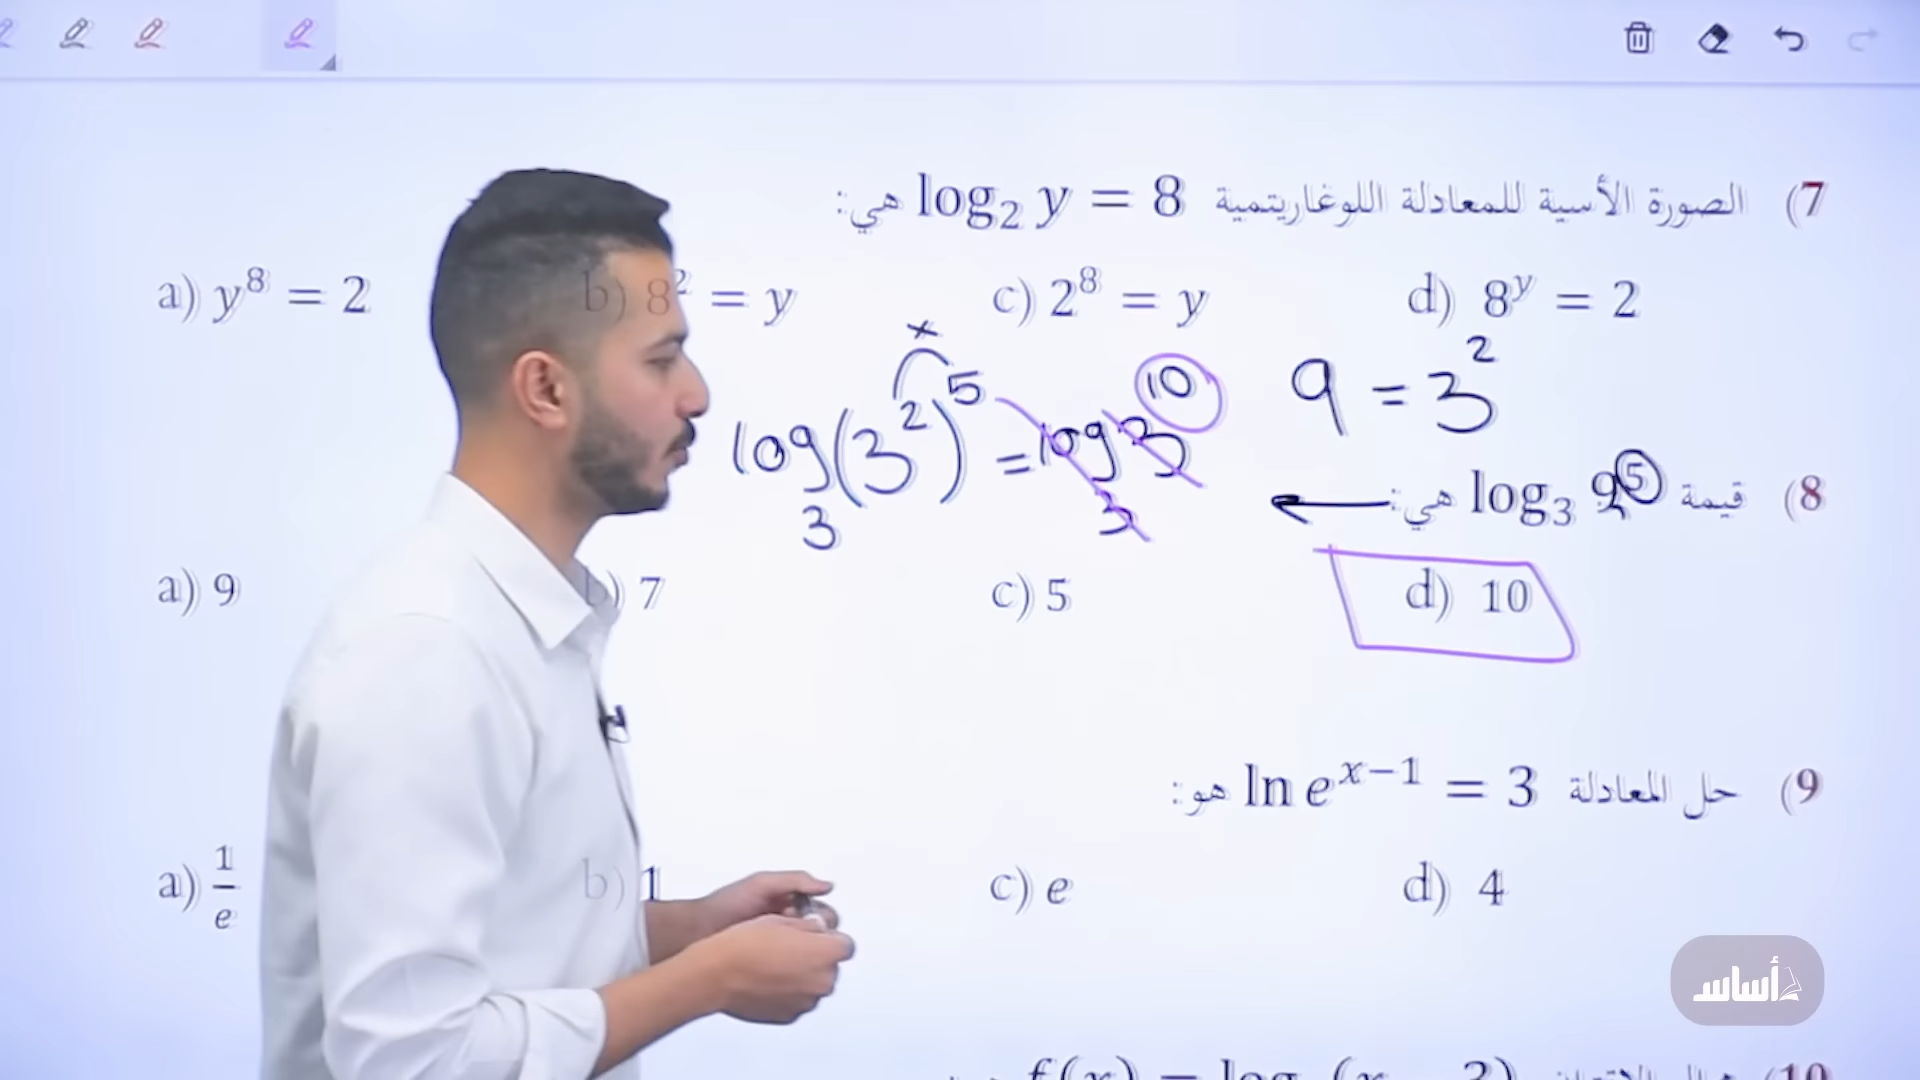 7) الصورة الأسية للمعادلة اللوغاريتمية log₂ y = 8 هي:
a) y⁸ = 2 b) 8² = y c) 2⁸ = y d) 8ʸ = 2
9 = 3²
log₃(3²)⁵ = log₃ 3¹⁰
×
8) قيمة log₃ 9⁵ هي:
a) 9 b) 7 c) 5 d) 10
9) حل المعادلة ln eˣ⁻¹ = 3 هو:
a) 1/e b) 1 c) e d) 4
أساس